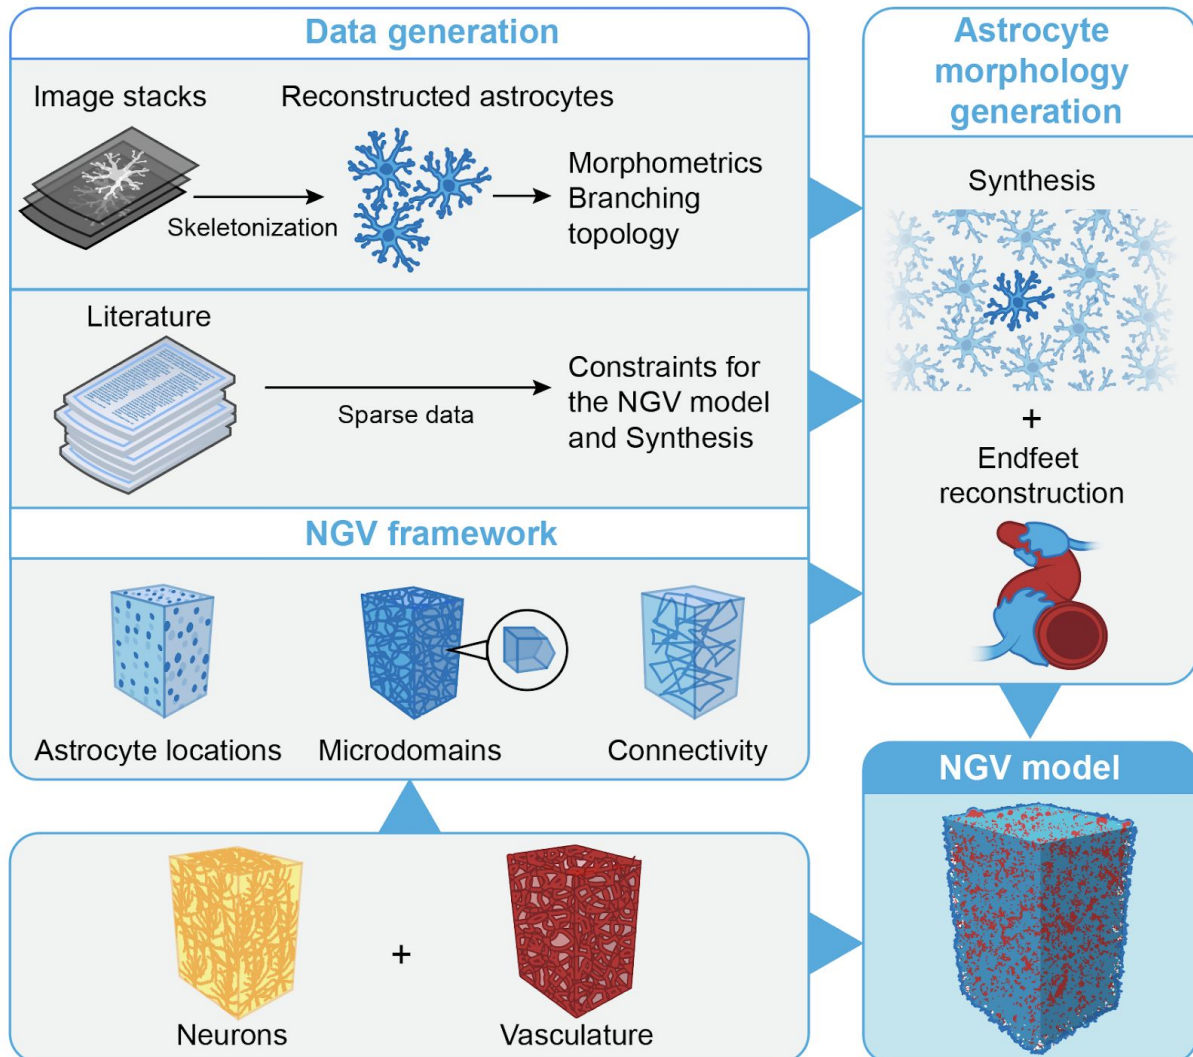 Data generation
Image stacks
Reconstructed astrocytes
Skeletonization
Morphometrics
Branching
topology
Literature
Sparse data
Constraints for
the NGV model
and Synthesis
NGV framework
Astrocyte locations
Microdomains
Connectivity
Neurons
+
Vasculature
Astrocyte
morphology
generation
Synthesis
+
Endfeet
reconstruction
NGV model